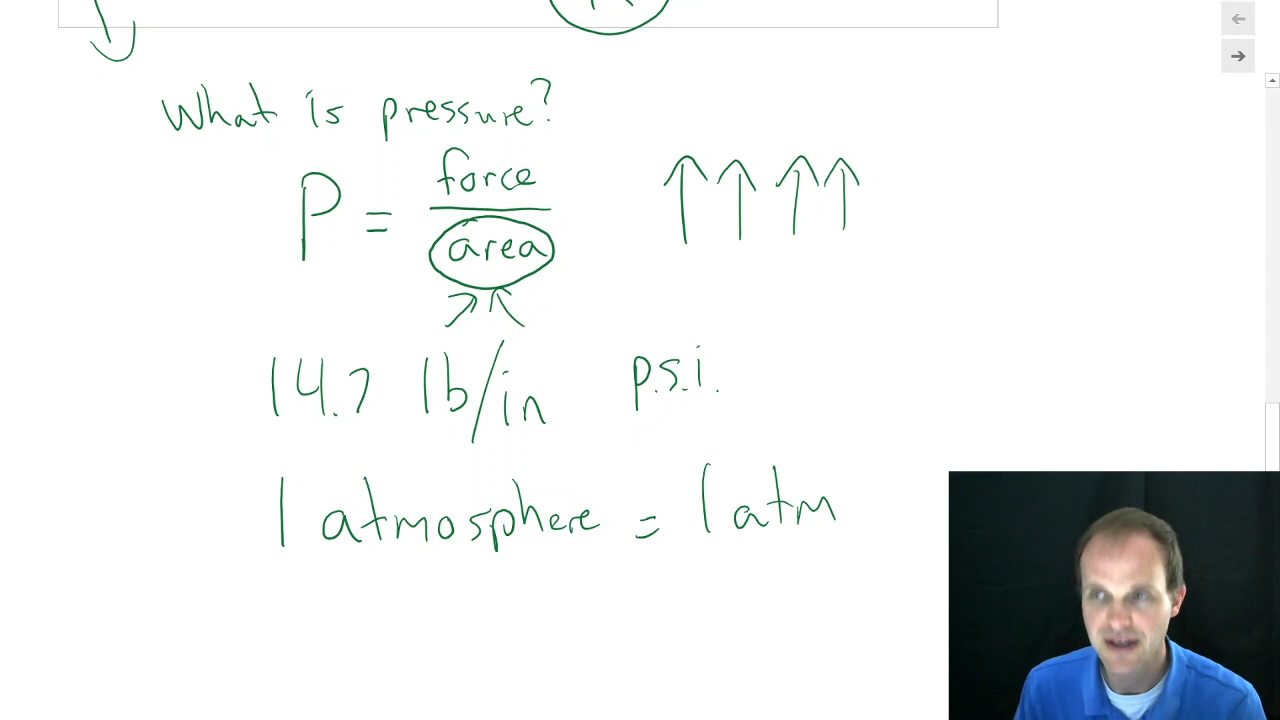 What is pressure?
P = force
area
14.7 lb/in p.s.i.
1 atmosphere = 1 atm